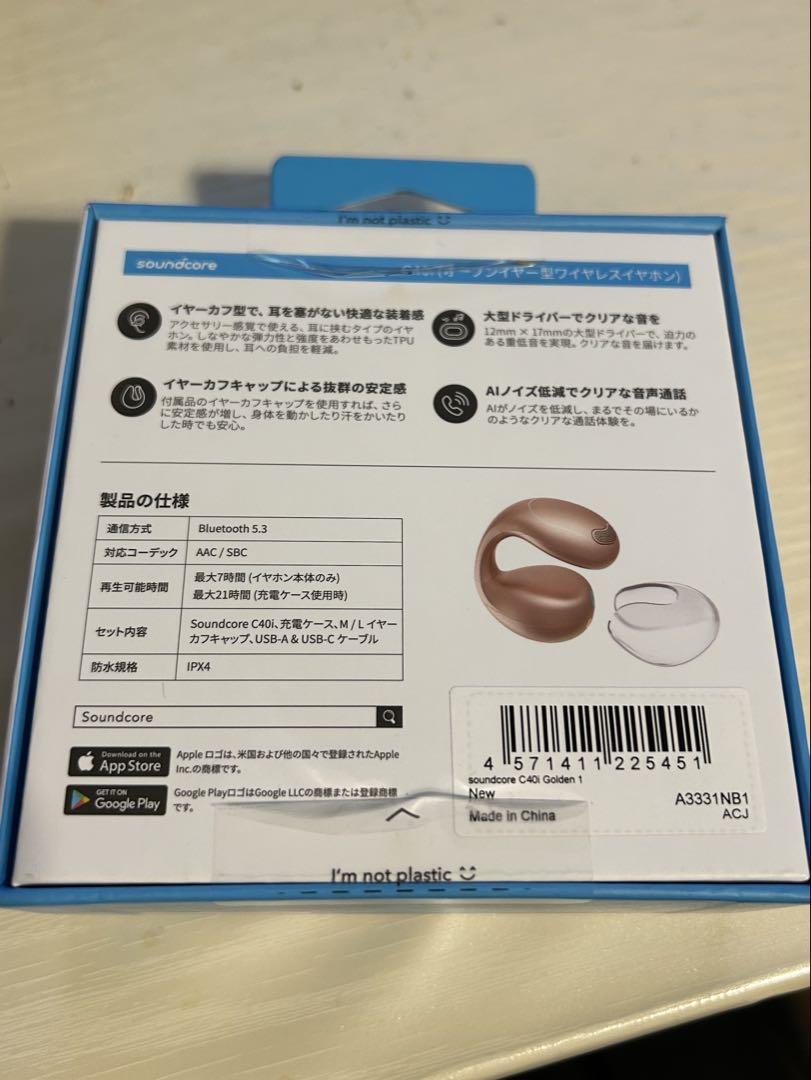 I'm not plastic
soundcore
(オープンイヤー型ワイヤレスイヤホン)
イヤーカフ型で、耳を塞がない快適な装着感
アクセサリー感覚で使える、耳に挟むタイプのイヤ
ホン。しなやかな弾力性と強度をあわせもったTPU
素材を使用し、耳への負担を軽減。
大型ドライバーでクリアな音を
12mm × 17mmの大型ドライバーで、迫力の
ある重低音を実現。クリアな音を届けます。
イヤーカフキャップによる抜群の安定感
付属品のイヤーカフキャップを使用すれば、さら
に安定感が増し、身体を動かしたり汗をかいたり
した時でも安心。
AIノイズ低減でクリアな音声通話
AIがノイズを低減し、まるでその場にいるか
のようなクリアな通話体験を。
製品の仕様
通信方式 Bluetooth 5.3
対応コーデック AAC / SBC
再生可能時間 最大7時間 (イヤホン本体のみ)
最大21時間 (充電ケース使用時)
セット内容 Soundcore C40i、充電ケース、M / L イヤー
カフキャップ、USB-A & USB-C ケーブル
防水規格 IPX4
Soundcore
Download on the
App Store
Apple ロゴは、米国および他の国々で登録されたApple
Inc.の商標です。
GET IT ON
Google Play
Google PlayロゴはGoogle LLCの商標または登録商標
です。
4 571411 225451
soundcore C40i Golden 1
New
A3331NB1
Made in China
ACJ
I'm not plastic